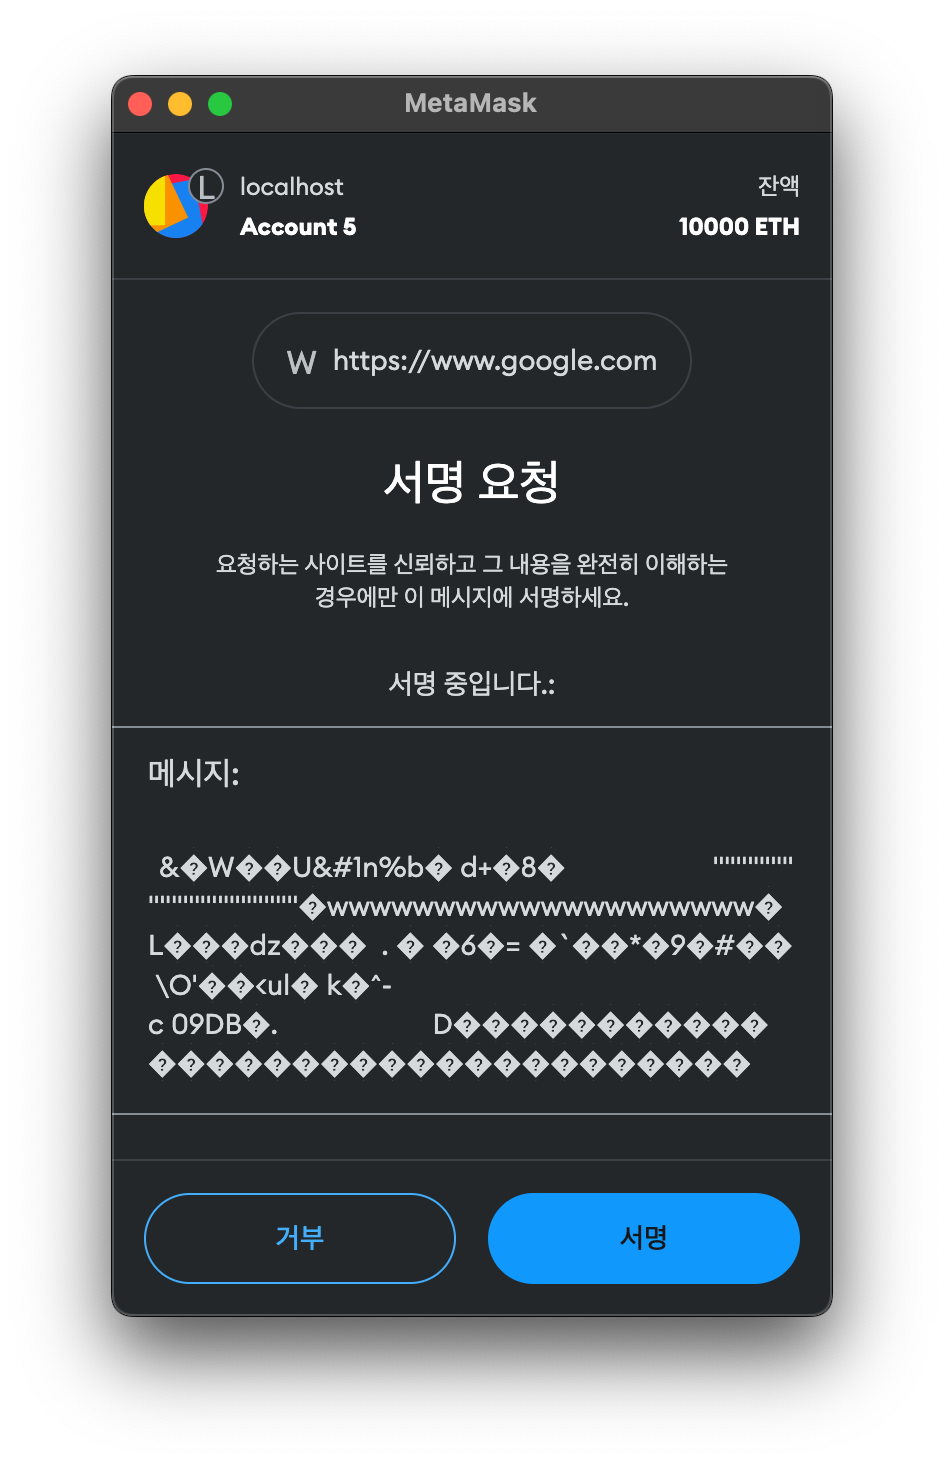 MetaMask
L
localhost
Account 5
잔액
10000 ETH
W https://www.google.com
서명 요청
요청하는 사이트를 신뢰하고 그 내용을 완전히 이해하는
경우에만 이 메시지에 서명하세요.
서명 중입니다.:
메시지:
&�W��U&#1n%b� d+�8� """"""""""""""
""""""""""""""""""""""""""�wwwwwwwwwwwwwwwwwwww�
L���dz��� . � �6�= �`��*�9�#��
\O'��<ul� k�^-
c 09DB�. D�����������
���������������������
거부
서명